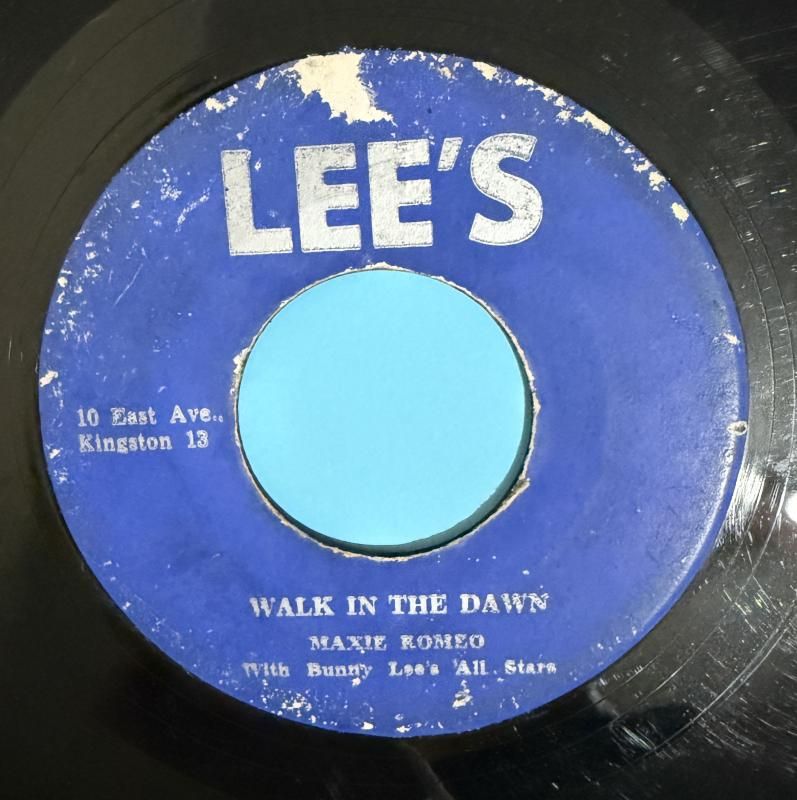 LEE'S
10 East Ave..
Kingston 13
WALK IN THE DAWN
MAXIE ROMEO
With Bunny Lee's All Stars